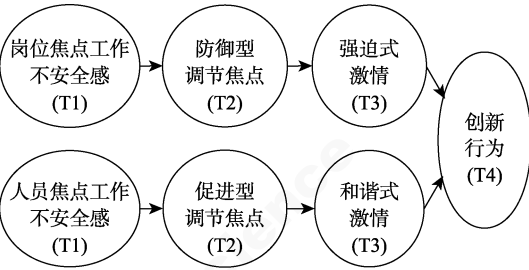 岗位焦点工作
不安全感
(T1)
防御型
调节焦点
(T2)
强迫式
激情
(T3)
创新
行为
(T4)
人员焦点工作
不安全感
(T1)
促进型
调节焦点
(T2)
和谐式
激情
(T3)